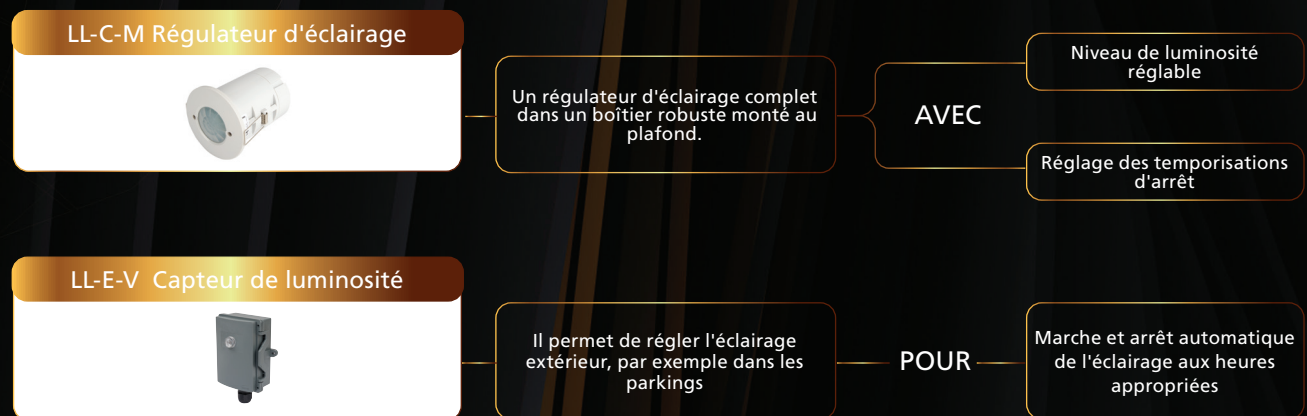 LL-C-M Régulateur d'éclairage
Un régulateur d'éclairage complet
dans un boîtier robuste monté au
plafond.
AVEC
Niveau de luminosité
réglable
Réglage des temporisations
d'arrêt
LL-E-V Capteur de luminosité
Il permet de régler l'éclairage
extérieur, par exemple dans les
parkings
POUR
Marche et arrêt automatique
de l'éclairage aux heures
appropriées